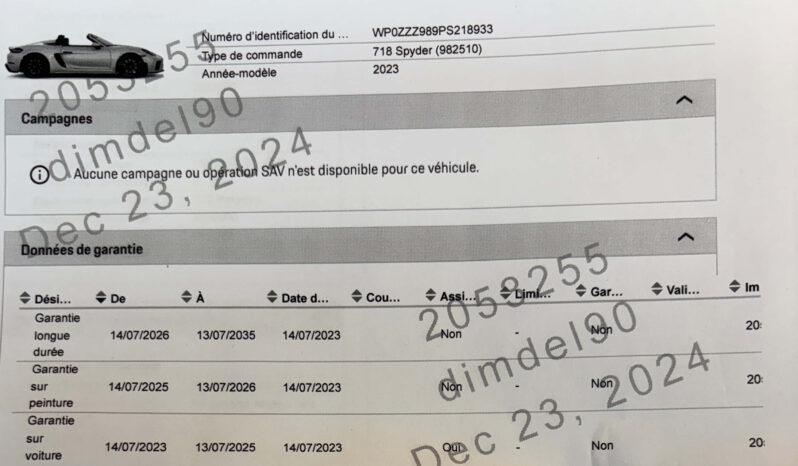 Numéro d'identification du ... WP0ZZZ989PS218933
Type de commande 718 Spyder (982510)
Année-modèle 2023
2053255
dimdel90
Dec 23, 2024
Campagnes
Aucune campagne ou opération SAV n'est disponible pour ce véhicule.
Données de garantie
Dési... De À Date d... Cou... Assi... Limi... Gar... Vali... Im
Garantie
longue 14/07/2026 13/07/2035 14/07/2023 Non - Non 20
durée
Garantie
sur 14/07/2025 13/07/2026 14/07/2023 Non - Non 20
peinture
Garantie
sur
voiture 14/07/2023 13/07/2025 14/07/2023 Oui - Non 20
2053255
dimdel90
Dec 23, 2024